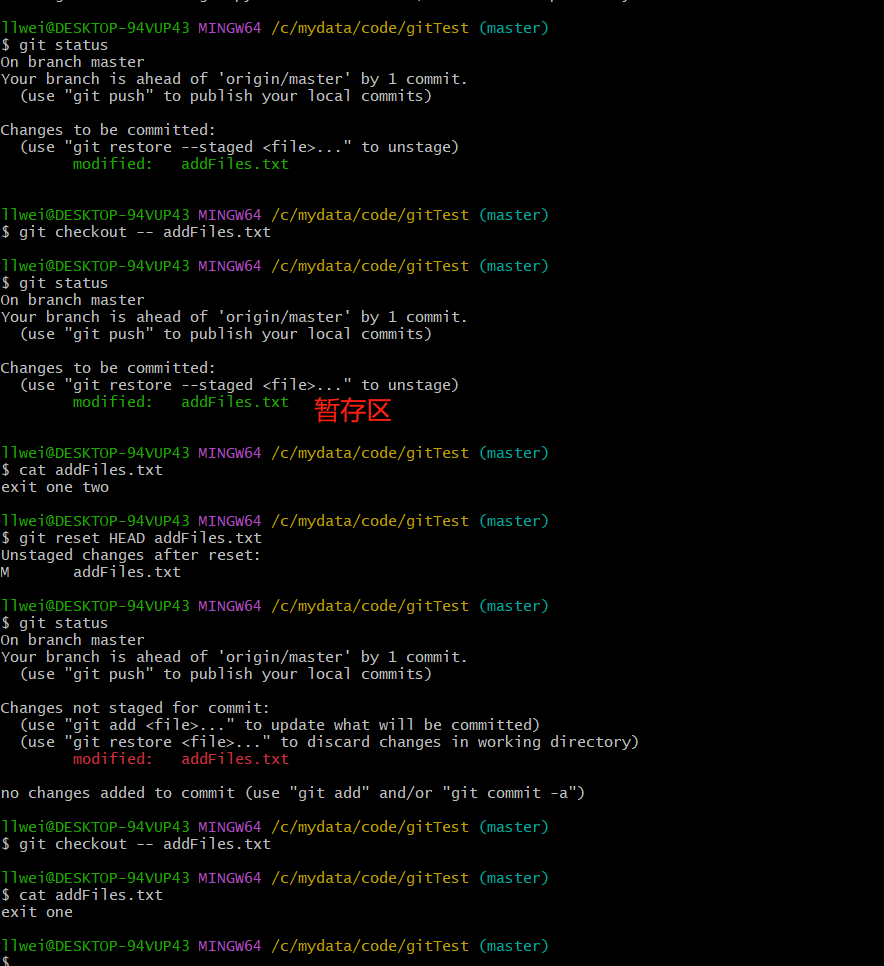 llwei@DESKTOP-94VUP43 MINGW64 /c/mydata/code/gitTest (master)
$ git status
On branch master
Your branch is ahead of 'origin/master' by 1 commit.
  (use "git push" to publish your local commits)
Changes to be committed:
  (use "git restore --staged <file>..." to unstage)
        modified:   addFiles.txt
llwei@DESKTOP-94VUP43 MINGW64 /c/mydata/code/gitTest (master)
$ git checkout -- addFiles.txt
llwei@DESKTOP-94VUP43 MINGW64 /c/mydata/code/gitTest (master)
$ git status
On branch master
Your branch is ahead of 'origin/master' by 1 commit.
  (use "git push" to publish your local commits)
Changes to be committed:
  (use "git restore --staged <file>..." to unstage)
        modified:   addFiles.txt 暂存区
llwei@DESKTOP-94VUP43 MINGW64 /c/mydata/code/gitTest (master)
$ cat addFiles.txt
exit one two
llwei@DESKTOP-94VUP43 MINGW64 /c/mydata/code/gitTest (master)
$ git reset HEAD addFiles.txt
Unstaged changes after reset:
M       addFiles.txt
llwei@DESKTOP-94VUP43 MINGW64 /c/mydata/code/gitTest (master)
$ git status
On branch master
Your branch is ahead of 'origin/master' by 1 commit.
  (use "git push" to publish your local commits)
Changes not staged for commit:
  (use "git add <file>..." to update what will be committed)
  (use "git restore <file>..." to discard changes in working directory)
        modified:   addFiles.txt
no changes added to commit (use "git add" and/or "git commit -a")
llwei@DESKTOP-94VUP43 MINGW64 /c/mydata/code/gitTest (master)
$ git checkout -- addFiles.txt
llwei@DESKTOP-94VUP43 MINGW64 /c/mydata/code/gitTest (master)
$ cat addFiles.txt
exit one
llwei@DESKTOP-94VUP43 MINGW64 /c/mydata/code/gitTest (master)
$